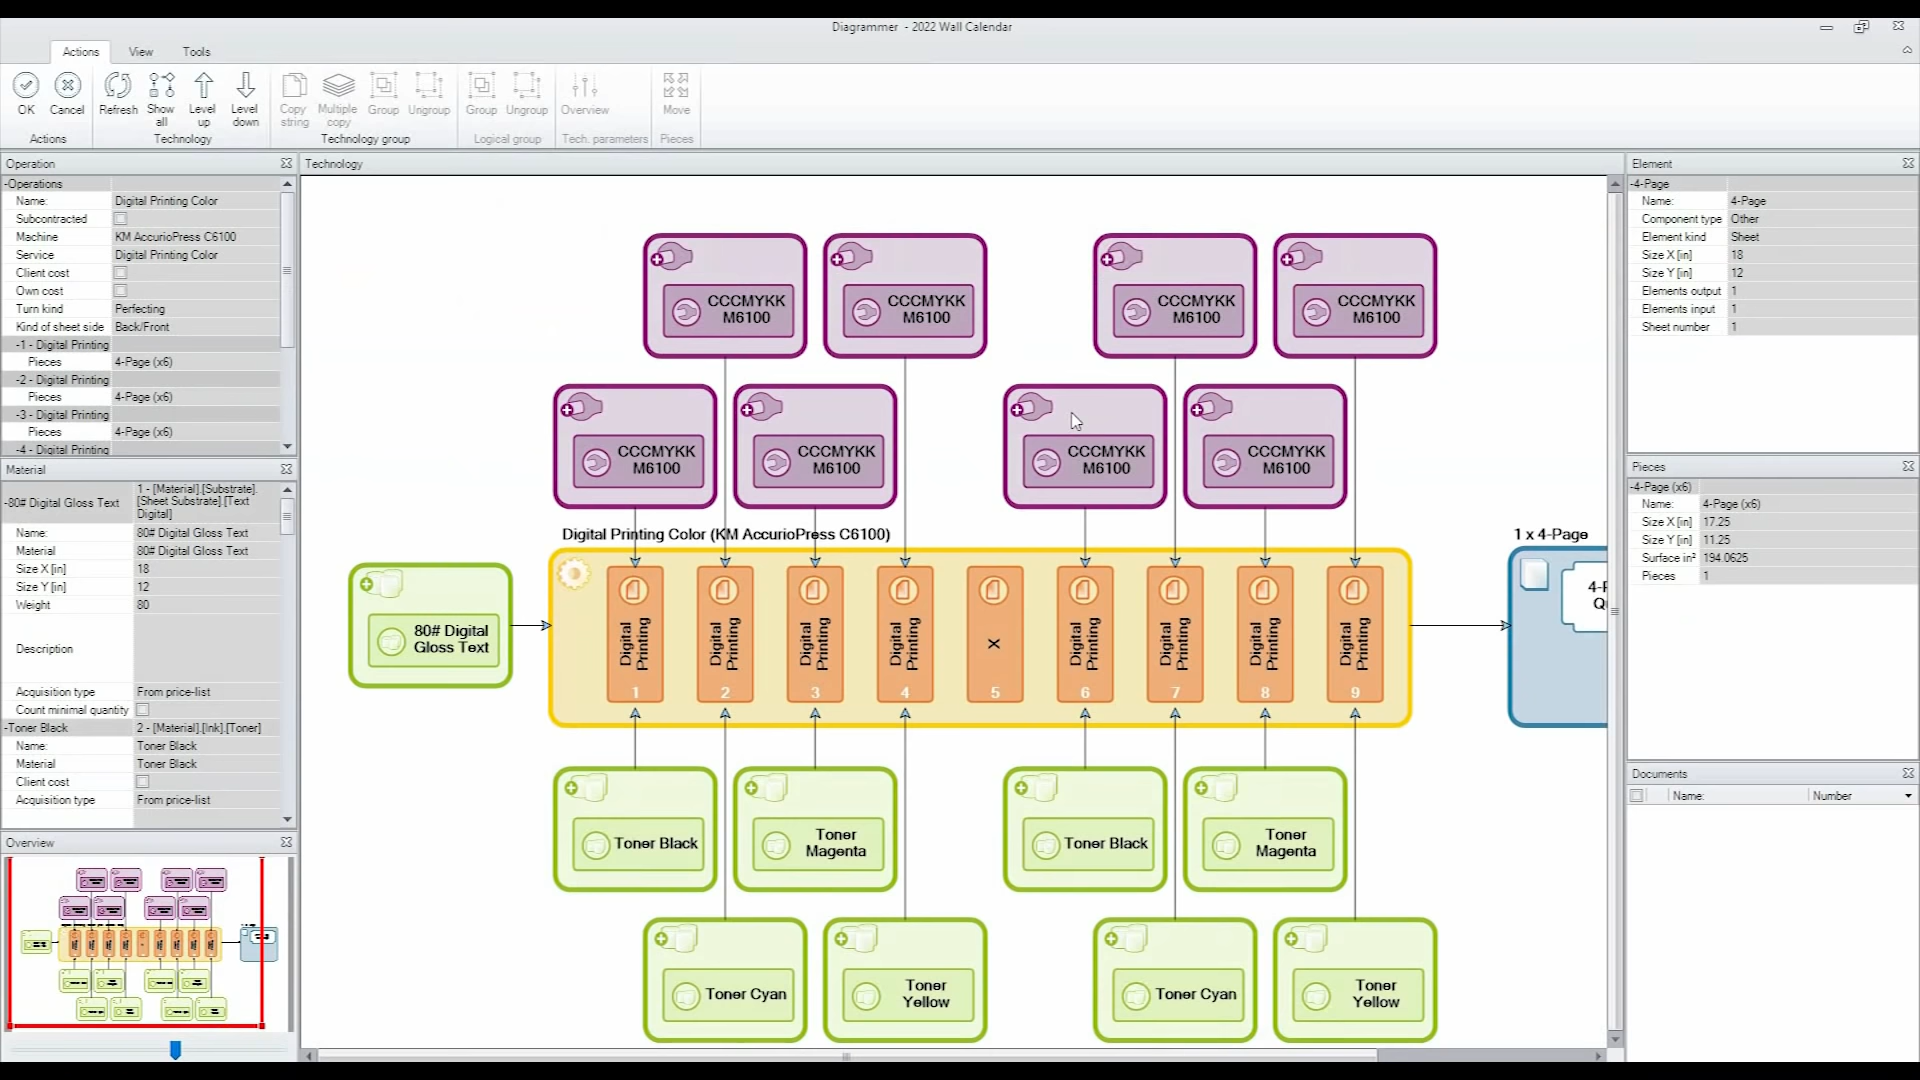 Diagrammer - 2022 Wall Calendar
Actions View Tools
OK Cancel Refresh Show all Level up Level down Copy string Multiple copy Group Ungroup Group Ungroup Overview Move
Actions Technology Technology group Logical group Tech. parameters Pieces
Operation
-Operations
Name: Digital Printing Color
Subcontracted
Machine KM AccurioPress C6100
Service Digital Printing Color
Client cost
Own cost
Turn kind Perfecting
Kind of sheet side Back/Front
-1 - Digital Printing
Pieces 4-Page (x6)
-2 - Digital Printing
Pieces 4-Page (x6)
-3 - Digital Printing
Pieces 4-Page (x6)
-4 - Digital Printing
Material
-80# Digital Gloss Text 1 - [Material].[Substrate].
[Sheet Substrate].[Text
Digital]
Name: 80# Digital Gloss Text
Material 80# Digital Gloss Text
Size X [in] 18
Size Y [in] 12
Weight 80
Description
Acquisition type From price-list
Count minimal quantity
-Toner Black 2 - [Material].[Ink].[Toner]
Name: Toner Black
Material Toner Black
Client cost
Acquisition type From price-list
Overview
Technology
CCCMYKK
M6100
CCCMYKK
M6100
CCCMYKK
M6100
CCCMYKK
M6100
CCCMYKK
M6100
CCCMYKK
M6100
CCCMYKK
M6100
CCCMYKK
M6100
Digital Printing Color (KM AccurioPress C6100)
80# Digital
Gloss Text
Digital
Printing
1
Digital
Printing
2
Digital
Printing
3
Digital
Printing
4
X
5
Digital
Printing
6
Digital
Printing
7
Digital
Printing
8
Digital
Printing
9
1 x 4-Page
Toner Black
Toner
Magenta
Toner Black
Toner
Magenta
Toner Cyan
Toner
Yellow
Toner Cyan
Toner
Yellow
Element
-4-Page
Name: 4-Page
Component type Other
Element kind Sheet
Size X [in] 18
Size Y [in] 12
Elements output 1
Elements input 1
Sheet number 1
Pieces
-4-Page (x6)
Name: 4-Page (x6)
Size X [in] 17.25
Size Y [in] 11.25
Surface in² 194.0625
Pieces 1
Documents
Name: Number